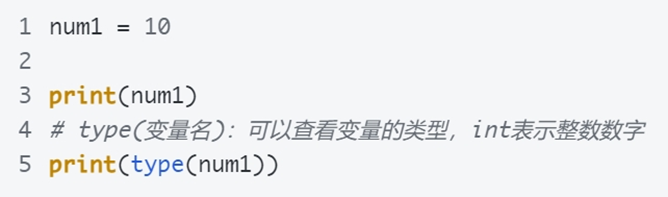 1 num1 = 10
2
3 print(num1)
4 # type(变量名)：可以查看变量的类型，int表示整数数字
5 print(type(num1))